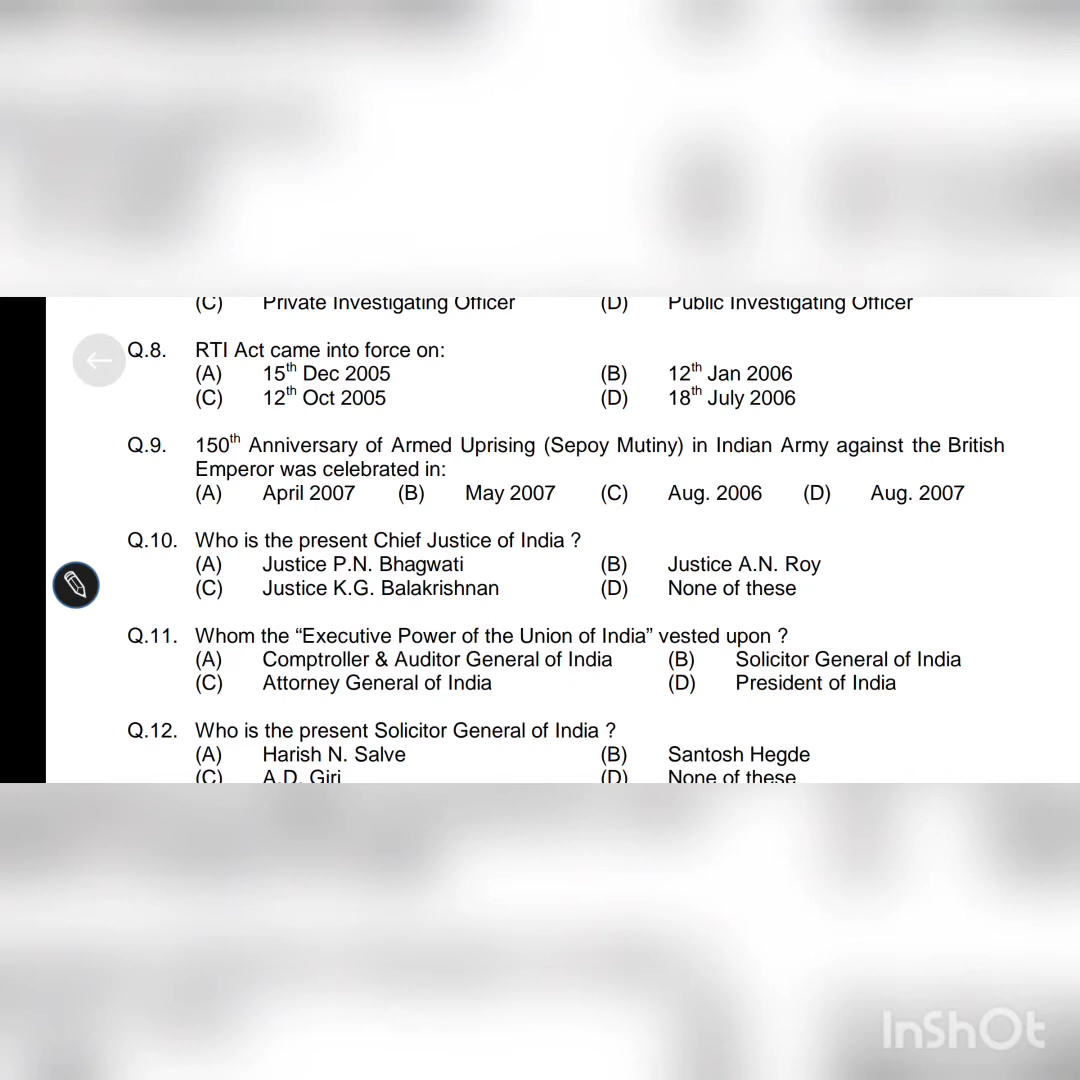 (C) Private Investigating Officer (D) Public Investigating Officer
Q.8. RTI Act came into force on:
(A) 15th Dec 2005 (B) 12th Jan 2006
(C) 12th Oct 2005 (D) 18th July 2006
Q.9. 150th Anniversary of Armed Uprising (Sepoy Mutiny) in Indian Army against the British
Emperor was celebrated in:
(A) April 2007 (B) May 2007 (C) Aug. 2006 (D) Aug. 2007
Q.10. Who is the present Chief Justice of India ?
(A) Justice P.N. Bhagwati (B) Justice A.N. Roy
(C) Justice K.G. Balakrishnan (D) None of these
Q.11. Whom the “Executive Power of the Union of India” vested upon ?
(A) Comptroller & Auditor General of India (B) Solicitor General of India
(C) Attorney General of India (D) President of India
Q.12. Who is the present Solicitor General of India ?
(A) Harish N. Salve (B) Santosh Hegde
(C) A.D. Giri (D) None of these
InShOt